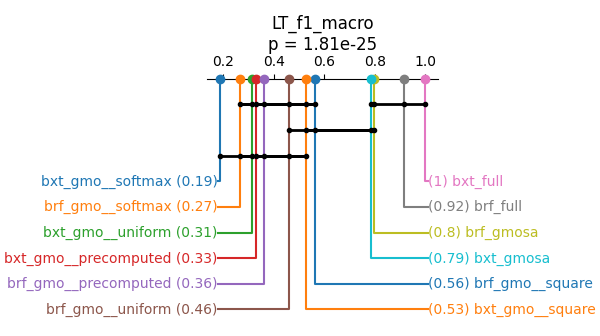 LT_f1_macro
p = 1.81e-25
0.2 0.4 0.6 0.8 1.0
bxt_gmo__softmax (0.19) (1) bxt_full
brf_gmo__softmax (0.27) (0.92) brf_full
bxt_gmo__uniform (0.31) (0.8) brf_gmosa
bxt_gmo__precomputed (0.33) (0.79) bxt_gmosa
brf_gmo__precomputed (0.36) (0.56) brf_gmo__square
brf_gmo__uniform (0.46) (0.53) bxt_gmo__square